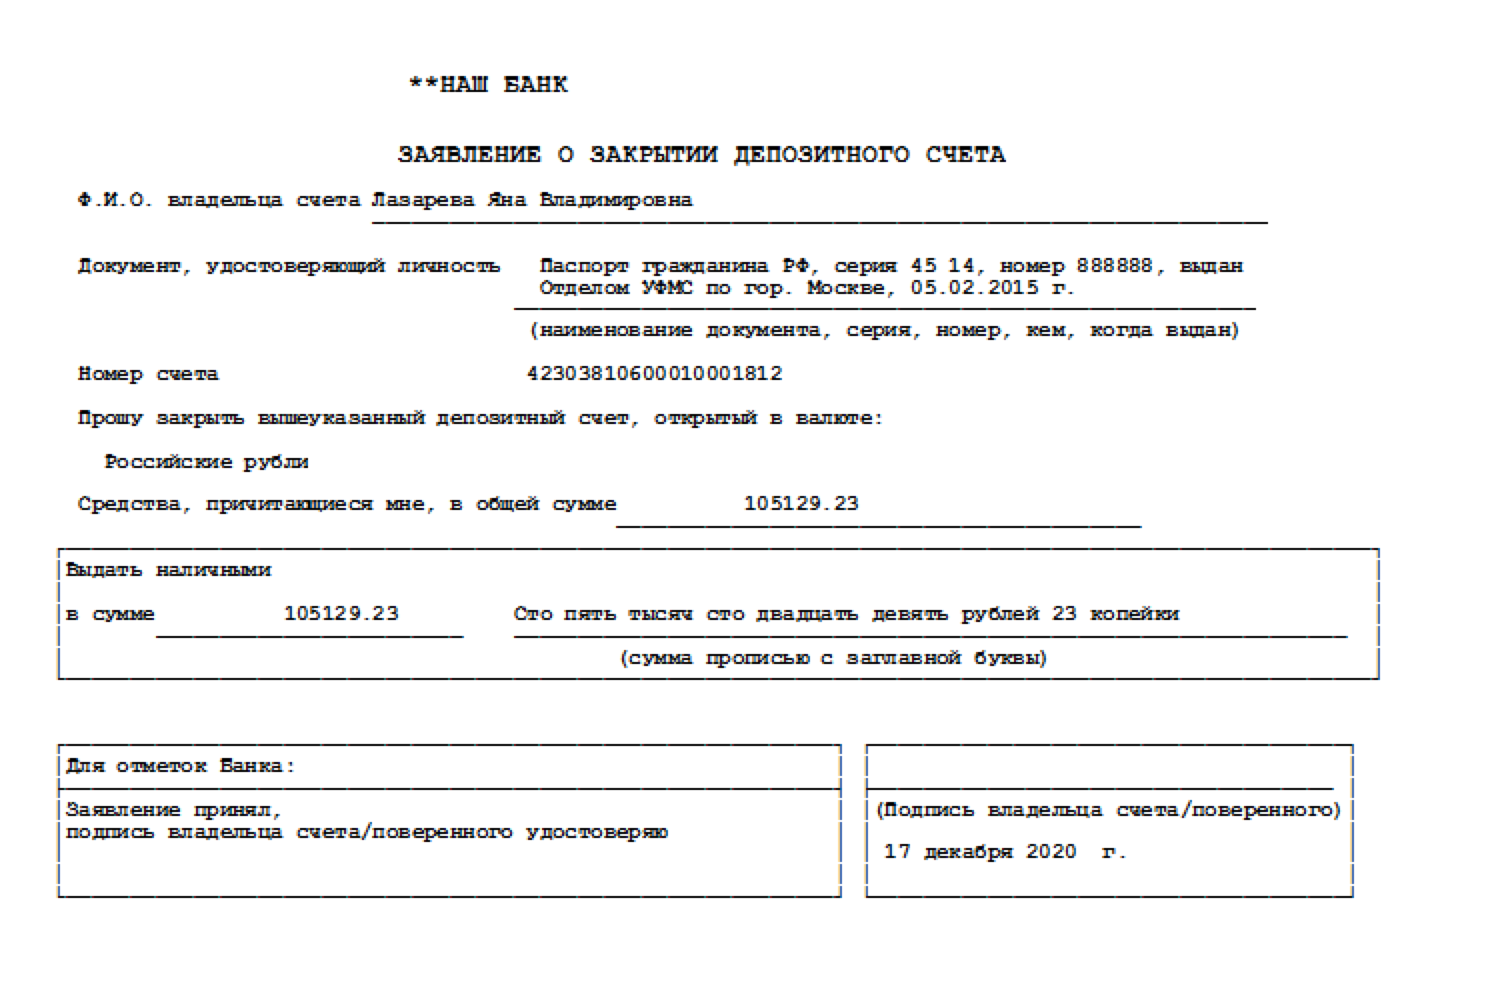 **НАШ БАНК
ЗАЯВЛЕНИЕ О ЗАКРЫТИИ ДЕПОЗИТНОГО СЧЕТА
Ф.И.О. владельца счета Лазарева Яна Владимировна
Документ, удостоверяющий личность Паспорт гражданина РФ, серия 45 14, номер 888888, выдан
Отделом УФМС по гор. Москве, 05.02.2015 г.
(наименование документа, серия, номер, кем, когда выдан)
Номер счета 42303810600010001812
Прошу закрыть вышеуказанный депозитный счет, открытый в валюте:
Российские рубли
Средства, причитающиеся мне, в общей сумме 105129.23
Выдать наличными
в сумме 105129.23 Сто пять тысяч сто двадцать девять рублей 23 копейки
(сумма прописью с заглавной буквы)
Для отметок Банка:
Заявление принял,
подпись владельца счета/поверенного удостоверяю
(Подпись владельца счета/поверенного)
17 декабря 2020 г.